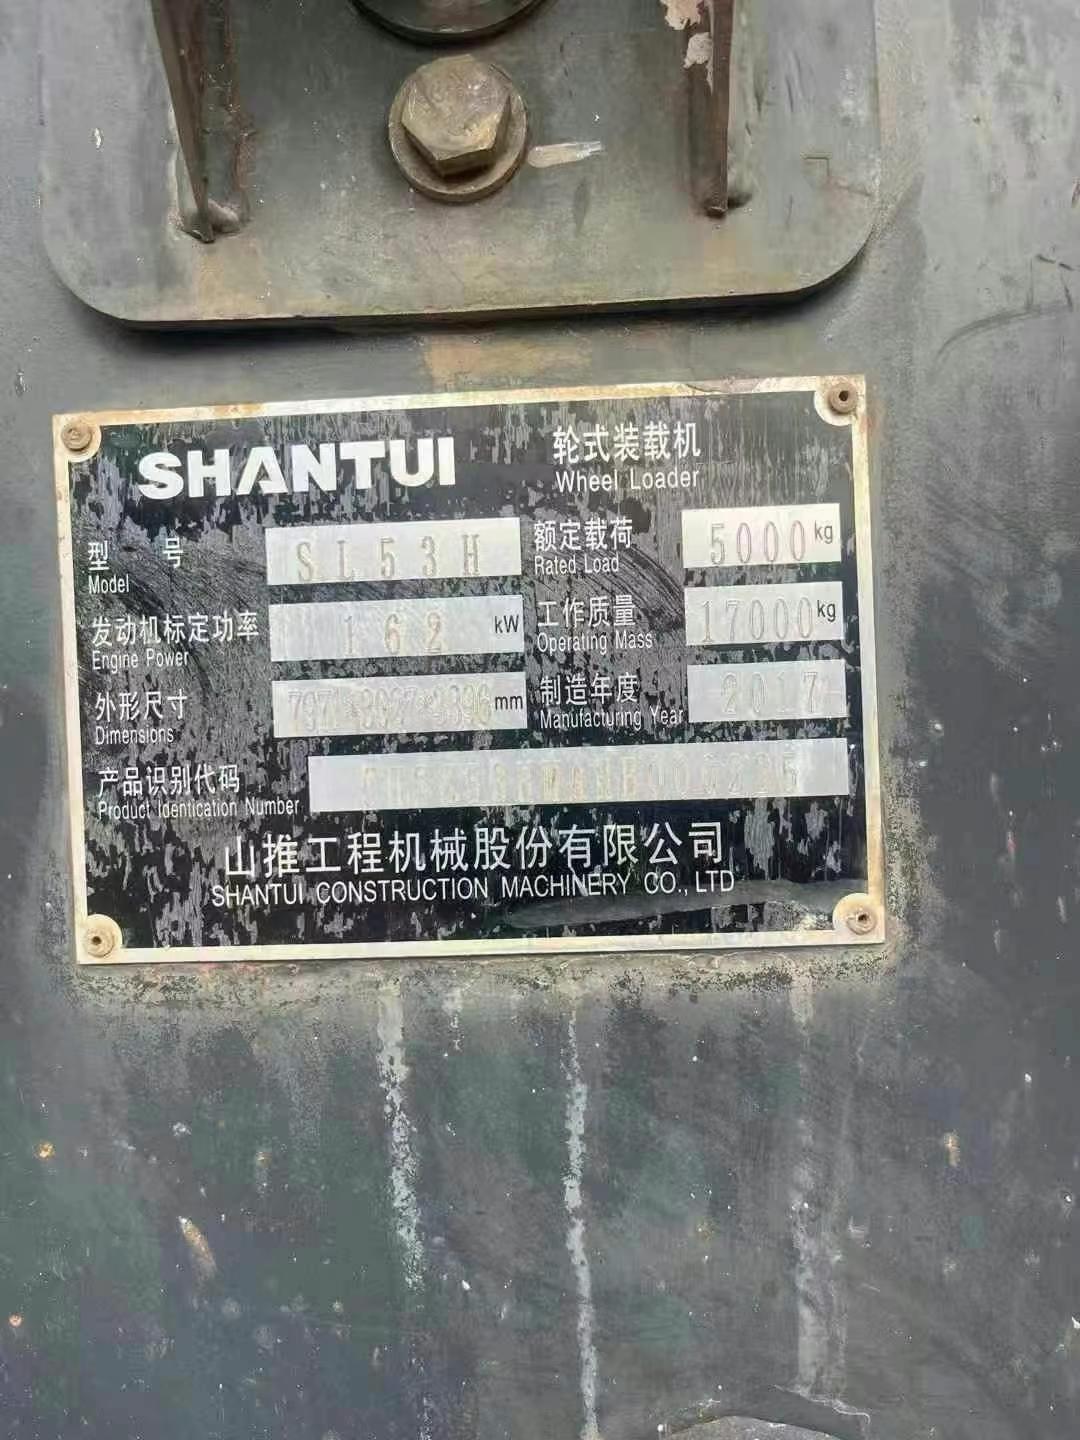 SHANTUI
轮式装载机
Wheel Loader
型 号
Model
SL53H
额定载荷
Rated Load
5000 kg
发动机标定功率
Engine Power
162 kW
工作质量
Operating Mass
17000 kg
外形尺寸
Dimensions
mm
制造年度
Manufacturing Year
2017
产品识别代码
Product Identication Number
山推工程机械股份有限公司
SHANTUI CONSTRUCTION MACHINERY CO., LTD